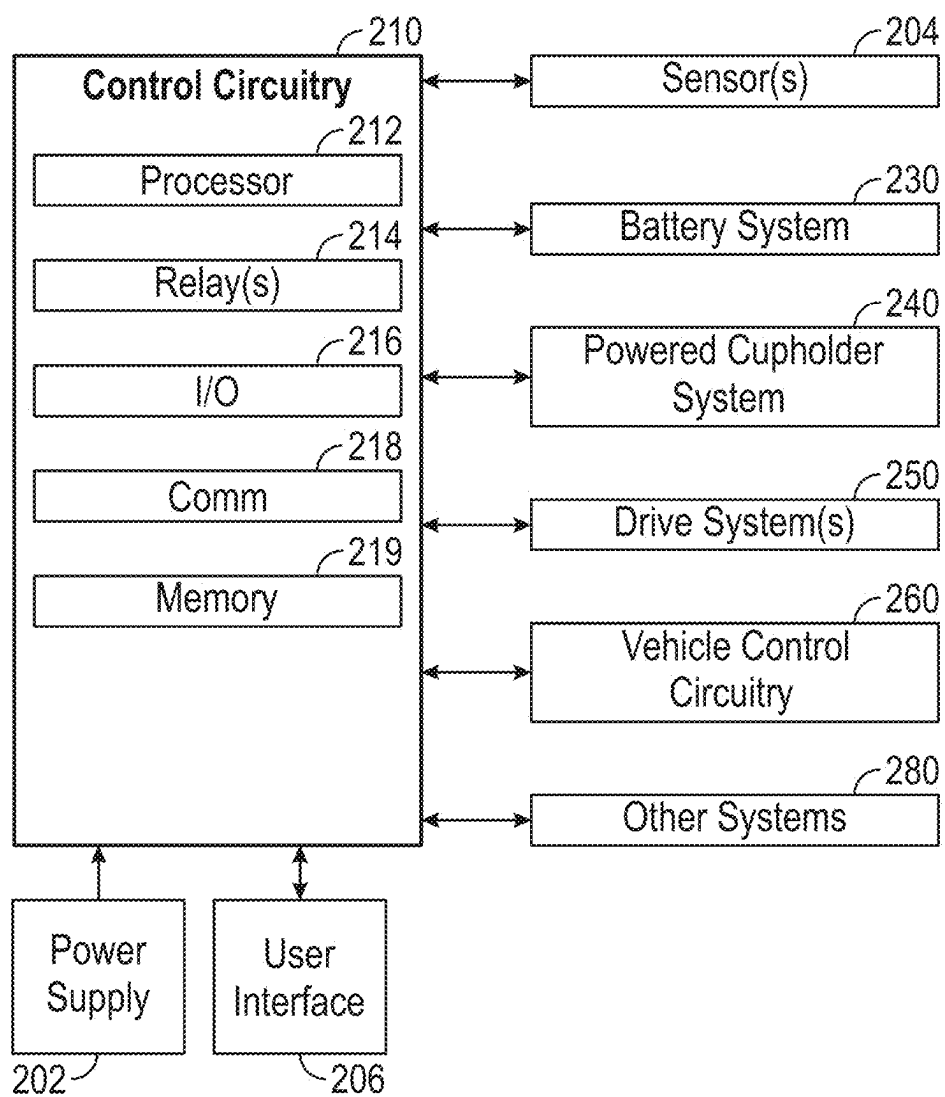 210
Control Circuitry
212
Processor
214
Relay(s)
216
I/O
218
Comm
219
Memory
204
Sensor(s)
230
Battery System
240
Powered Cupholder
System
250
Drive System(s)
260
Vehicle Control
Circuitry
280
Other Systems
Power
Supply
202
User
Interface
206